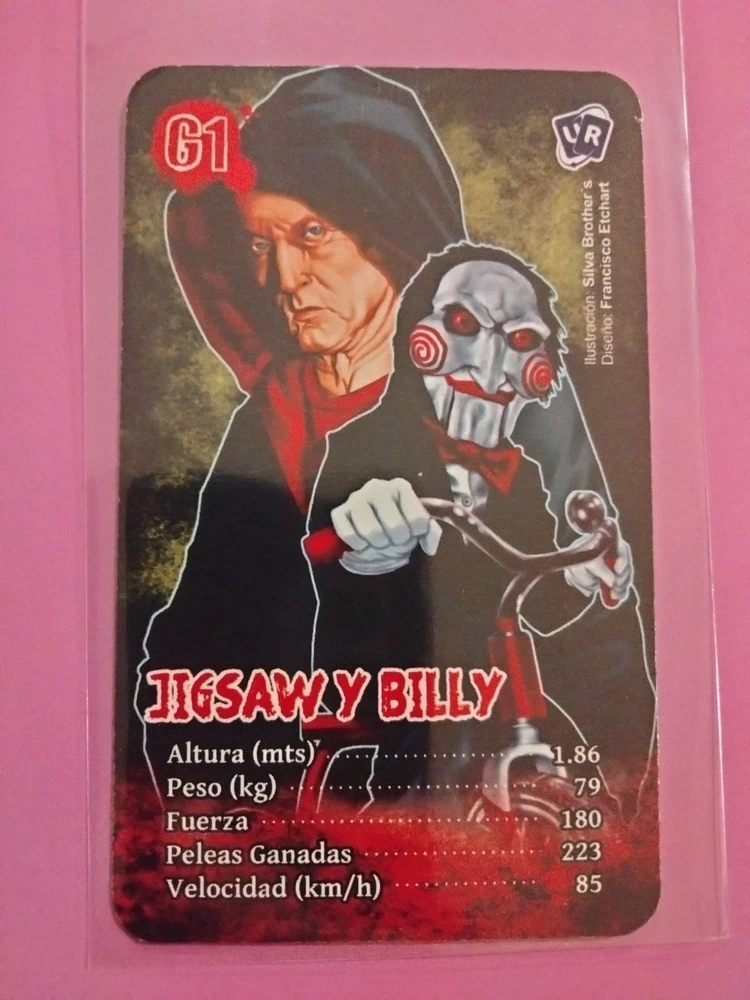 G1
UR
Ilustración: Silva Brother´s
Diseño: Francisco Etchart
JIGSAW Y BILLY
Altura (mts) 1.86
Peso (kg) 79
Fuerza 180
Peleas Ganadas 223
Velocidad (km/h) 85